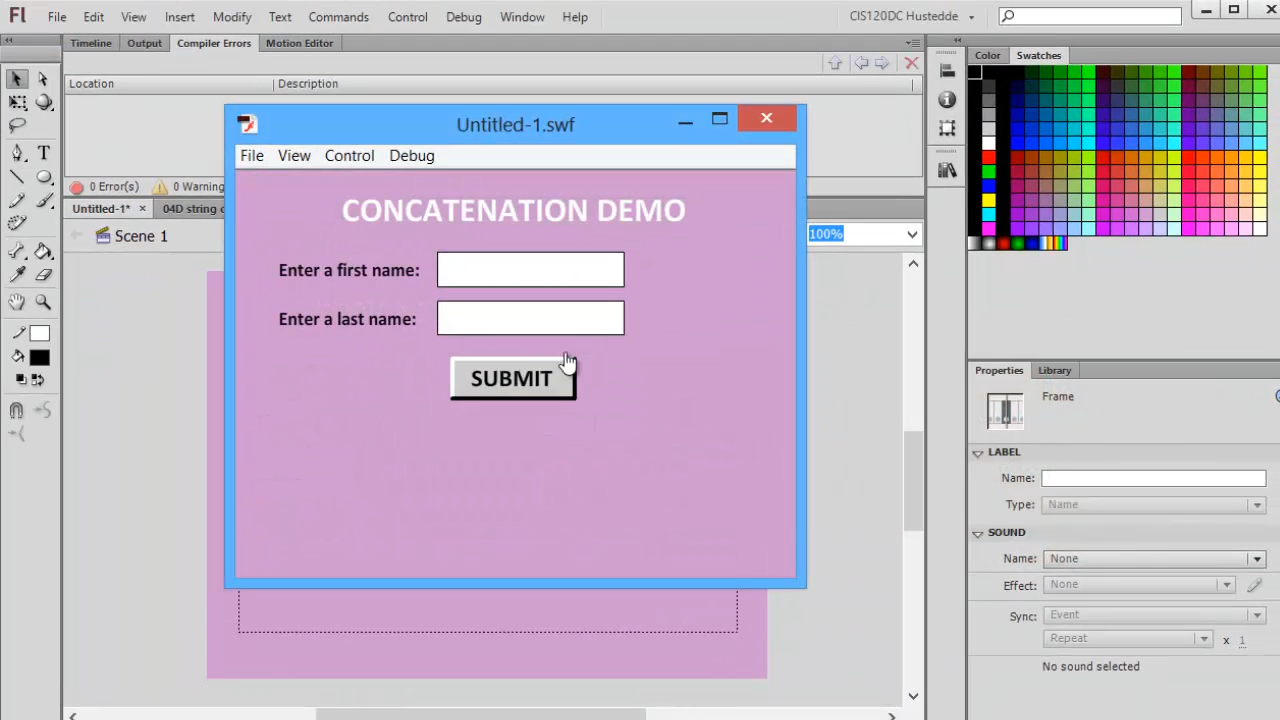 Fl File Edit View Insert Modify Text Commands Control Debug Window Help CIS120DC Hustedde
Timeline Output Compiler Errors Motion Editor
Color Swatches
Location Description
Untitled-1.swf
File View Control Debug
0 Error(s) 0 Warning
Untitled-1* × 04D string c
Scene 1
100%
CONCATENATION DEMO
Enter a first name:
Enter a last name:
SUBMIT
Properties Library
Frame
LABEL
Name:
Type: Name
SOUND
Name: None
Effect: None
Sync: Event
Repeat x 1
No sound selected